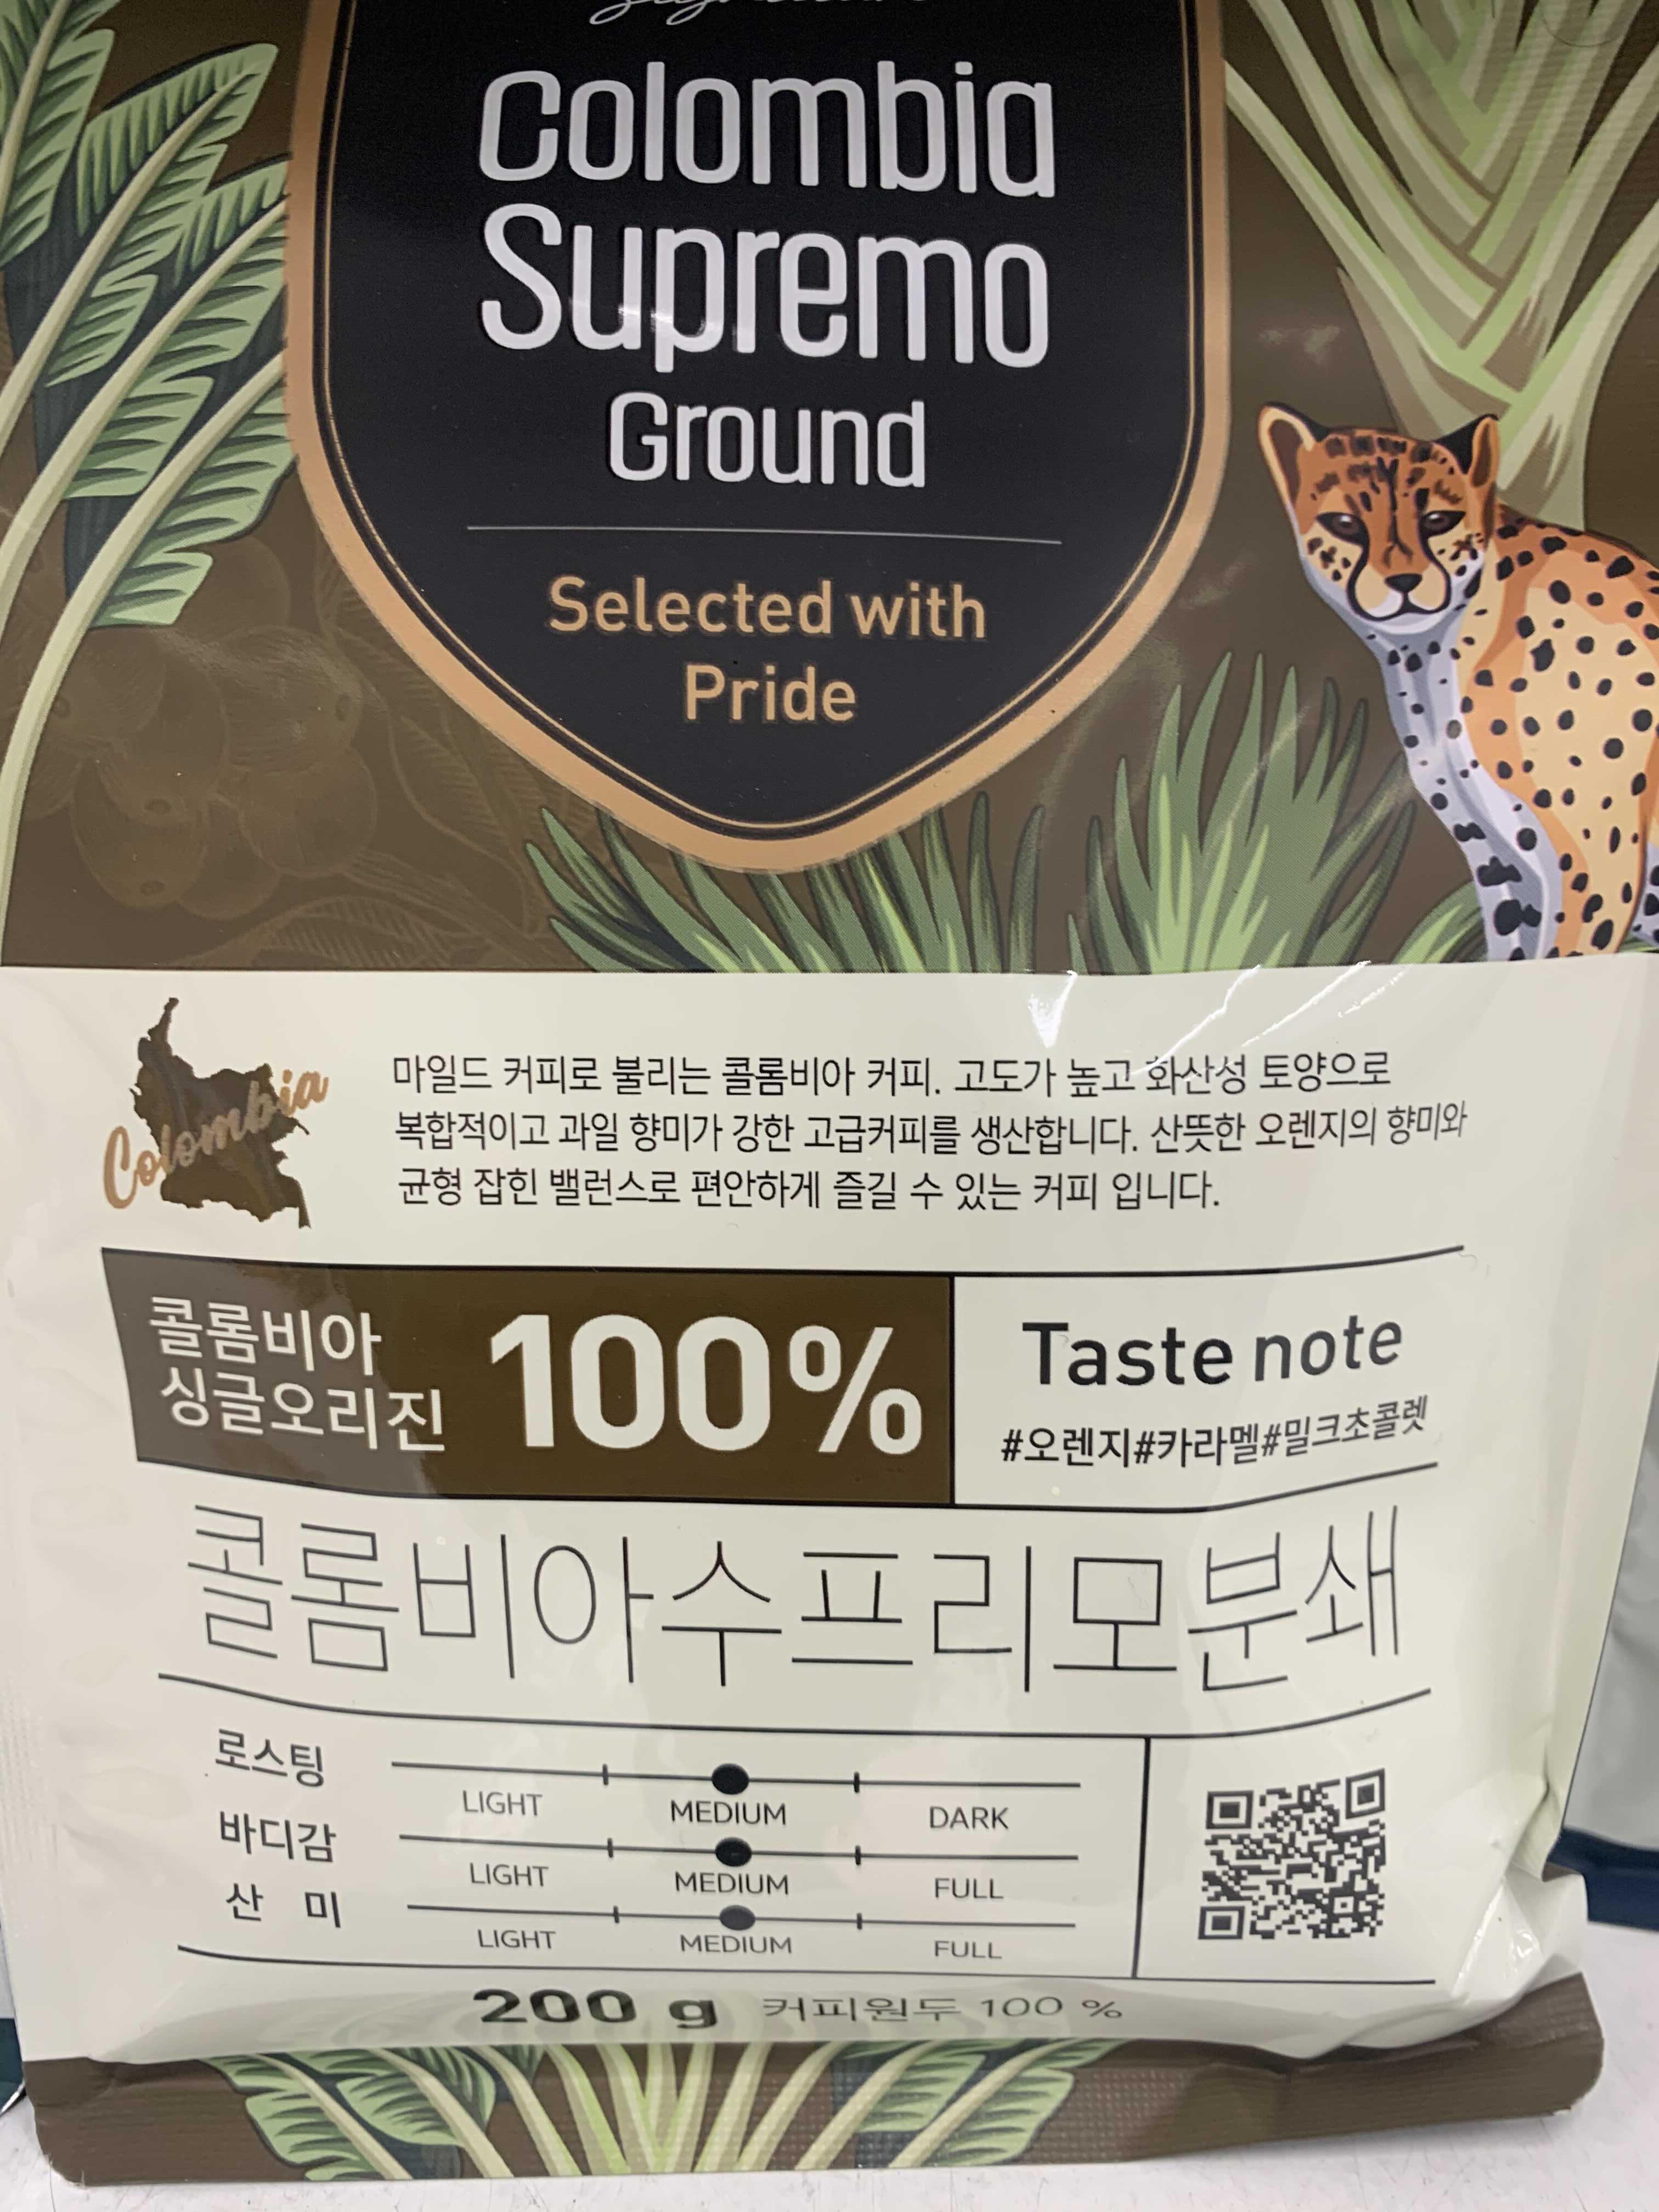 Colombia
Supremo
Ground
Selected with
Pride
Colombia
마일드 커피로 불리는 콜롬비아 커피. 고도가 높고 화산성 토양으로
복합적이고 과일 향미가 강한 고급커피를 생산합니다. 산뜻한 오렌지의 향미와
균형 잡힌 밸런스로 편안하게 즐길 수 있는 커피 입니다.
콜롬비아
싱글오리진
100%
Taste note
#오렌지#카라멜#밀크초콜렛
콜롬비아수프리모분쇄
로스팅
LIGHT MEDIUM DARK
바디감
LIGHT MEDIUM FULL
산 미
LIGHT MEDIUM FULL
200 g 커피원두 100 %